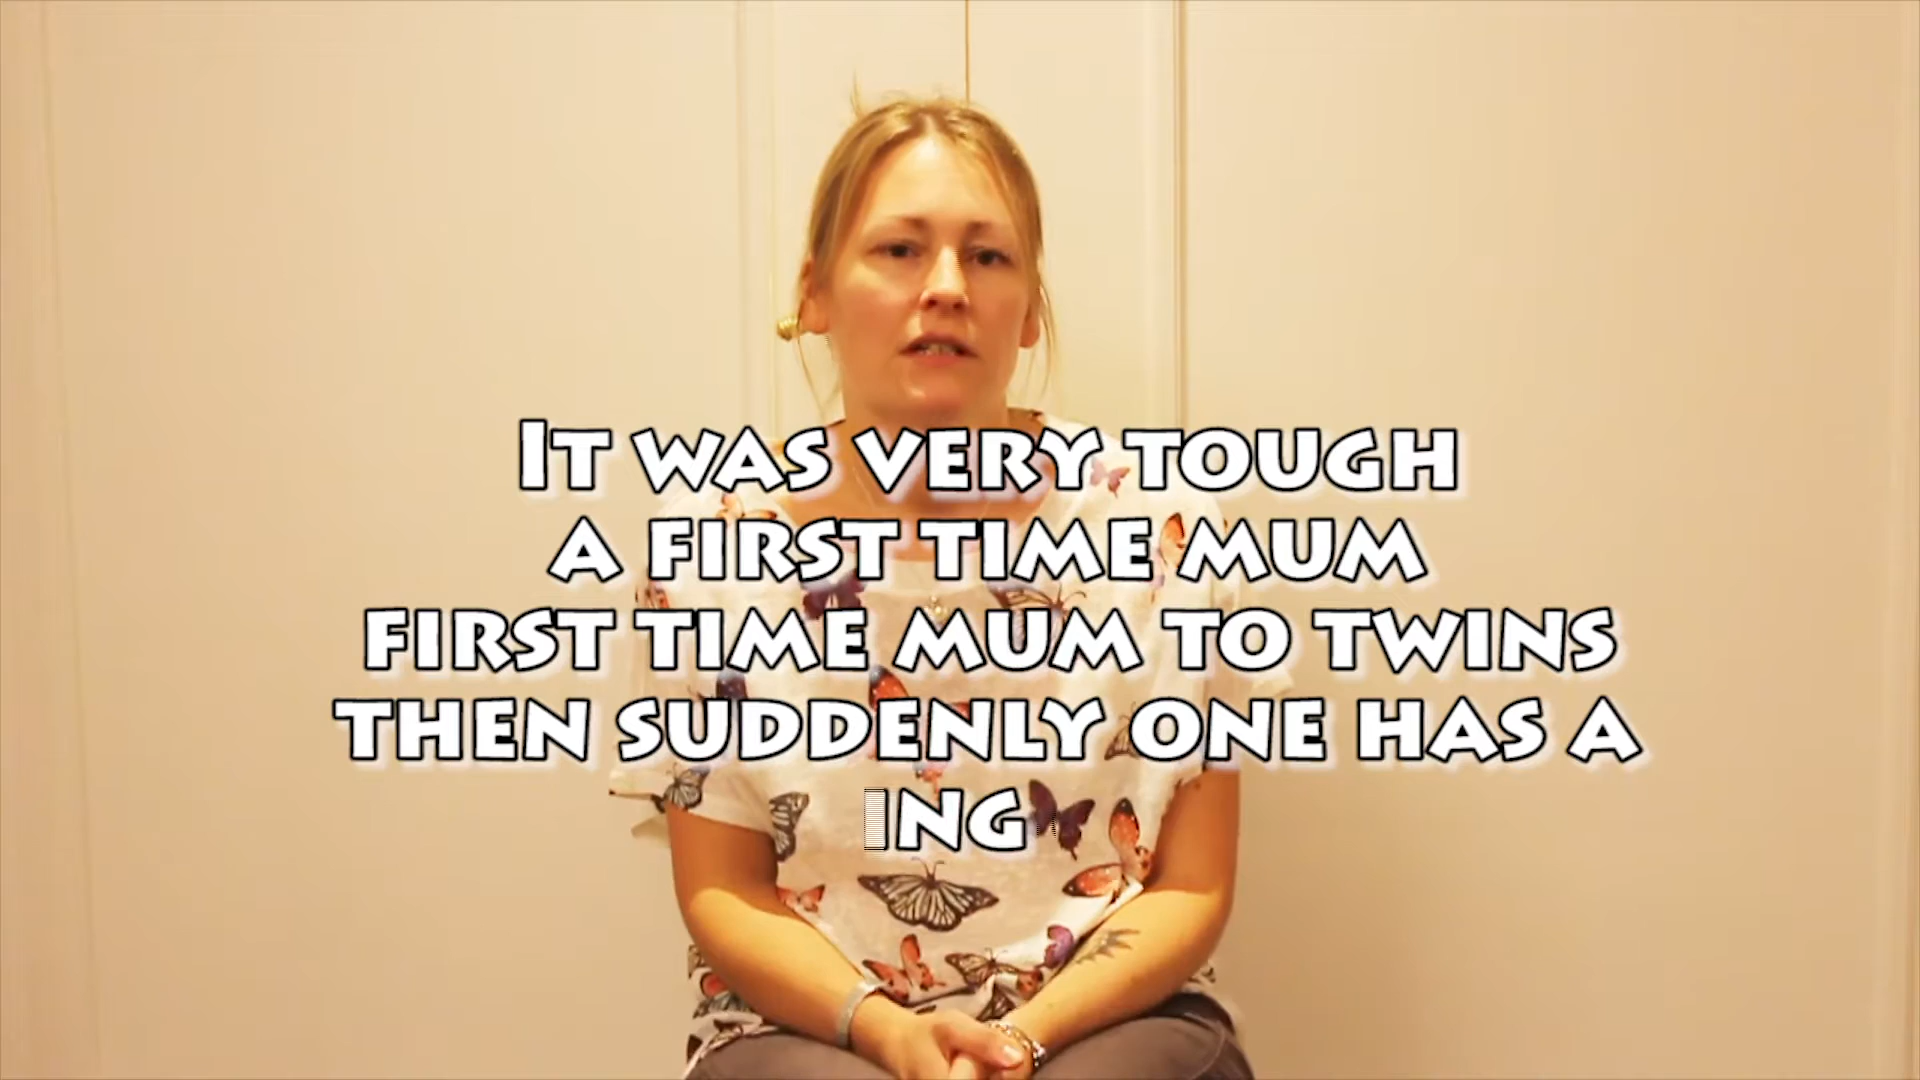 It was very tough
a first time mum
first time mum to twins
then suddenly one has a
ing